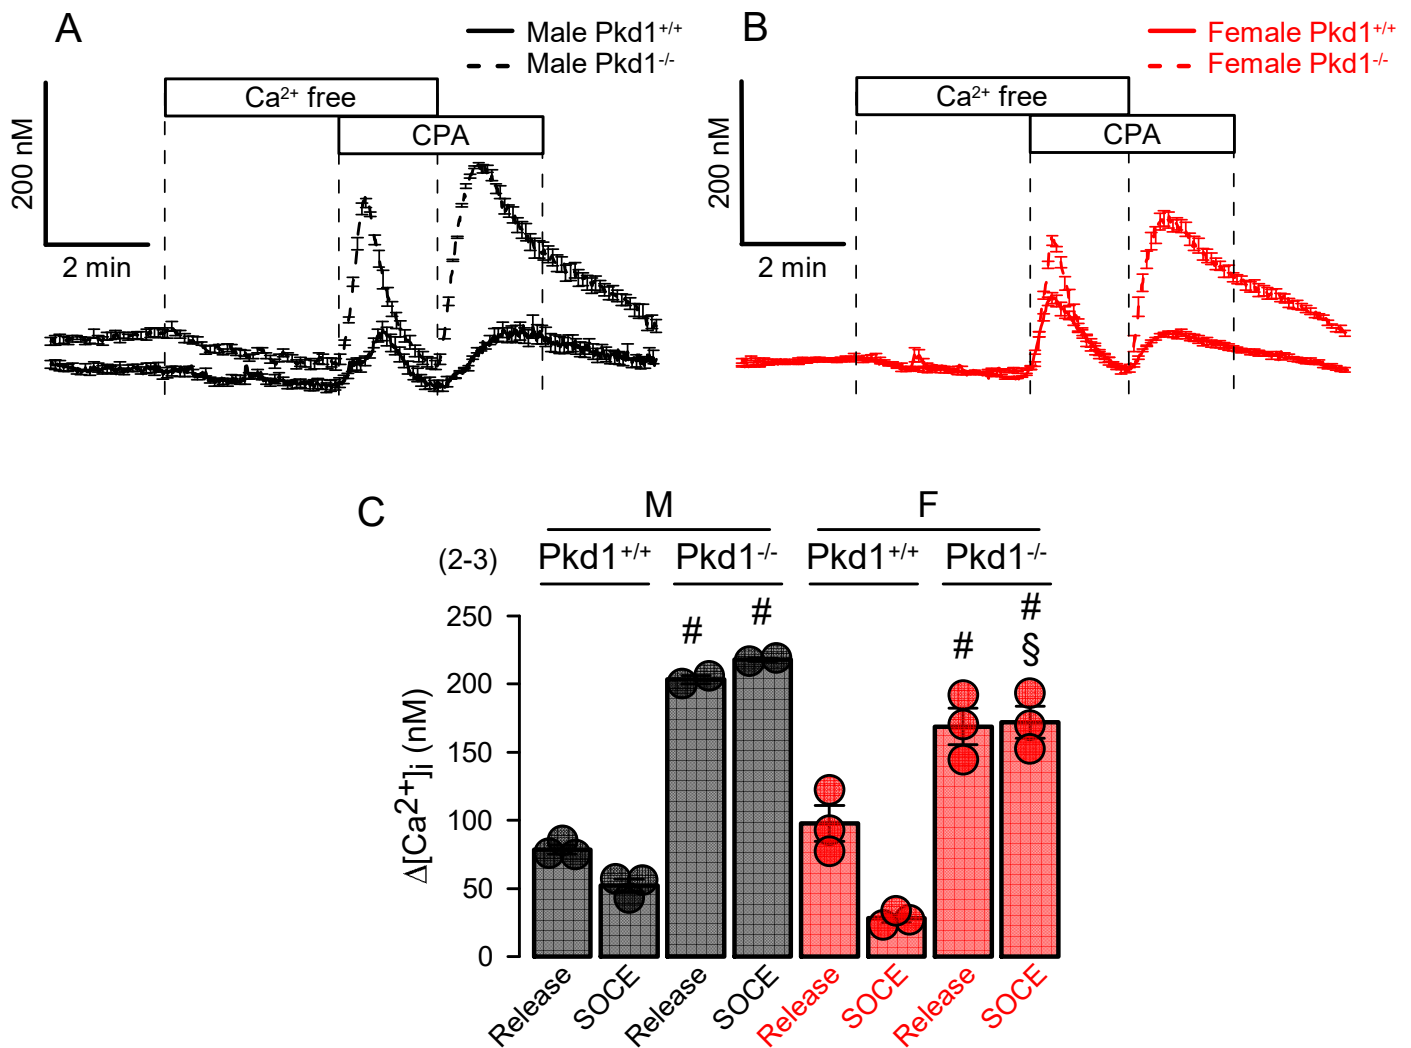 A
Male Pkd1+/+
Male Pkd1-/-
Ca2+ free
CPA
200 nM
2 min
B
Female Pkd1+/+
Female Pkd1-/-
Ca2+ free
CPA
200 nM
2 min
C
M F
(2-3) Pkd1+/+ Pkd1-/- Pkd1+/+ Pkd1-/-
# # # # §
Δ[Ca2+]i (nM)
250
200
150
100
50
0
Release SOCE Release SOCE Release SOCE Release SOCE